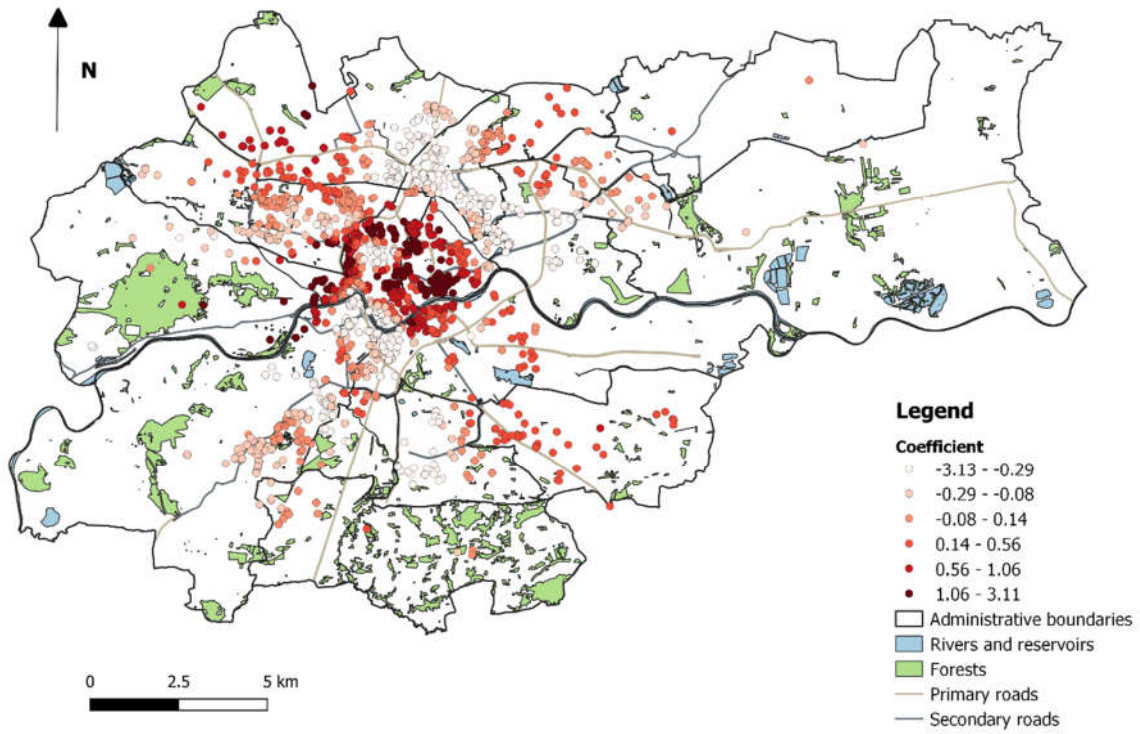 N
Legend
Coefficient
-3.13 - -0.29
-0.29 - -0.08
-0.08 - 0.14
0.14 - 0.56
0.56 - 1.06
1.06 - 3.11
Administrative boundaries
Rivers and reservoirs
Forests
Primary roads
Secondary roads
0 2.5 5 km